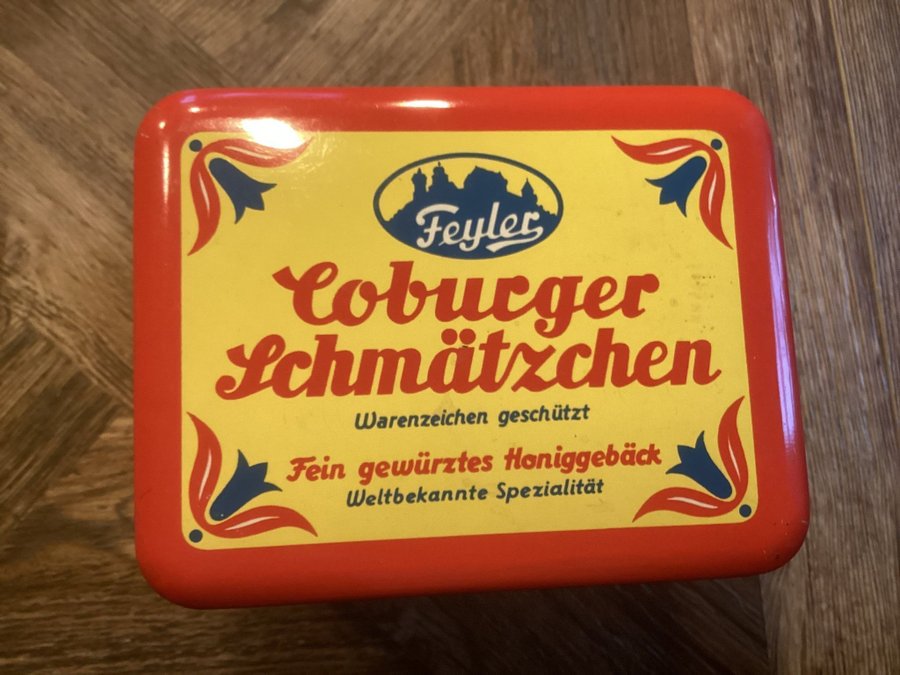 Feyler
Coburger
Schmätzchen
Warenzeichen geschützt
Fein gewürztes Honiggebäck
Weltbekannte Spezialität